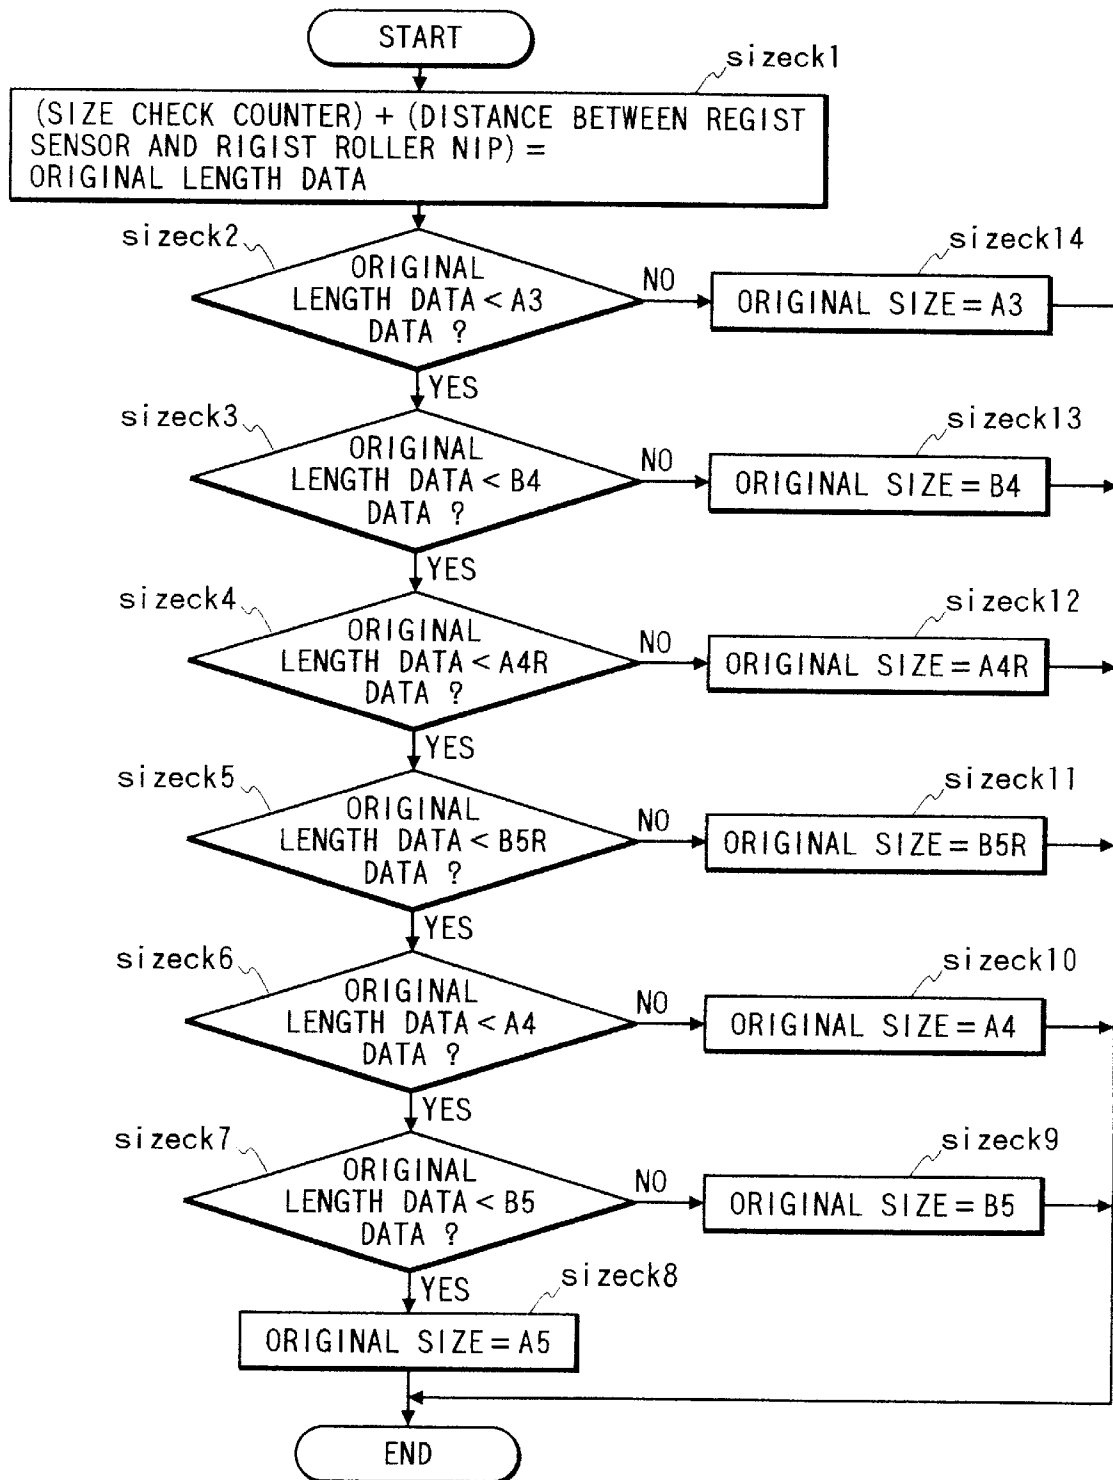 START
sizeck1
(SIZE CHECK COUNTER) + (DISTANCE BETWEEN REGIST
SENSOR AND RIGIST ROLLER NIP) =
ORIGINAL LENGTH DATA
sizeck2
ORIGINAL
LENGTH DATA < A3
DATA ?
NO
sizeck14
ORIGINAL SIZE = A3
YES
sizeck3
ORIGINAL
LENGTH DATA < B4
DATA ?
NO
sizeck13
ORIGINAL SIZE = B4
YES
sizeck4
ORIGINAL
LENGTH DATA < A4R
DATA ?
NO
sizeck12
ORIGINAL SIZE = A4R
YES
sizeck5
ORIGINAL
LENGTH DATA < B5R
DATA ?
NO
sizeck11
ORIGINAL SIZE = B5R
YES
sizeck6
ORIGINAL
LENGTH DATA < A4
DATA ?
NO
sizeck10
ORIGINAL SIZE = A4
YES
sizeck7
ORIGINAL
LENGTH DATA < B5
DATA ?
NO
sizeck9
ORIGINAL SIZE = B5
YES
sizeck8
ORIGINAL SIZE = A5
END